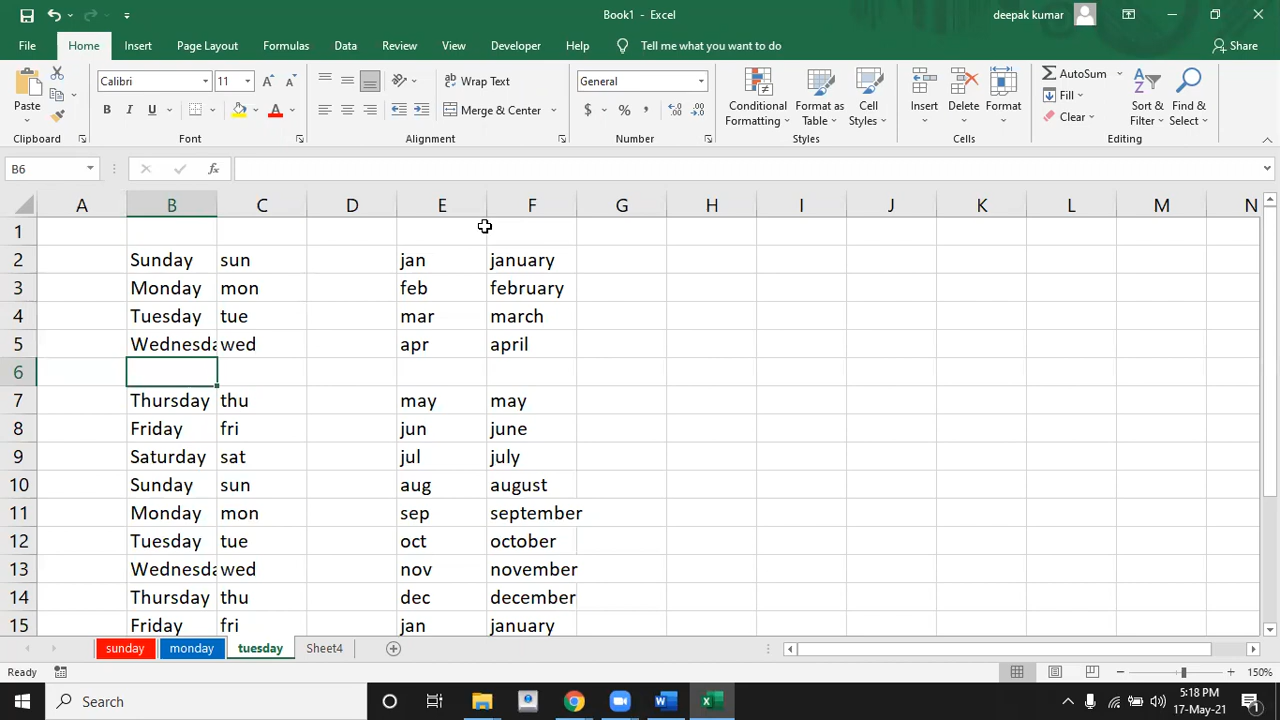 Book1 - Excel
deepak kumar
File Home Insert Page Layout Formulas Data Review View Developer Help Tell me what you want to do Share
Paste
Calibri 11 A A
Wrap Text
General
Conditional Formatting
Format as Table
Cell Styles
Insert Delete Format
AutoSum
Fill
Clear
Sort & Filter
Find & Select
B I U A
Merge & Center
$ % ,
Clipboard Font Alignment Number Styles Cells Editing
B6 fx
A B C D E F G H I J K L M N
1
2 Sunday sun jan january
3 Monday mon feb february
4 Tuesday tue mar march
5 Wednesda wed apr april
6
7 Thursday thu may may
8 Friday fri jun june
9 Saturday sat jul july
10 Sunday sun aug august
11 Monday mon sep september
12 Tuesday tue oct october
13 Wednesda wed nov november
14 Thursday thu dec december
15 Friday fri jan january
sunday monday tuesday Sheet4
Ready 150%
Search
5:18 PM
17-May-21